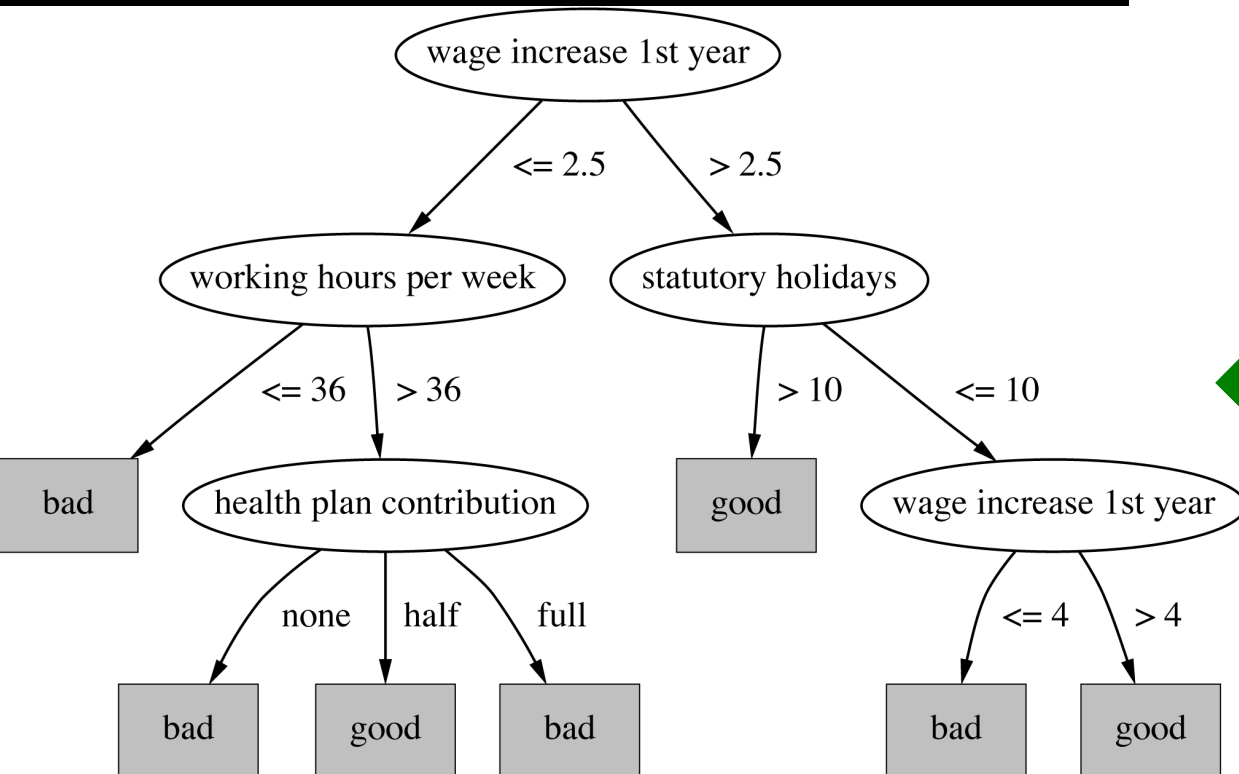 wage increase 1st year
<= 2.5
> 2.5
working hours per week
statutory holidays
<= 36
> 36
> 10
<= 10
bad
health plan contribution
good
wage increase 1st year
none
half
full
<= 4
> 4
bad
good
bad
bad
good